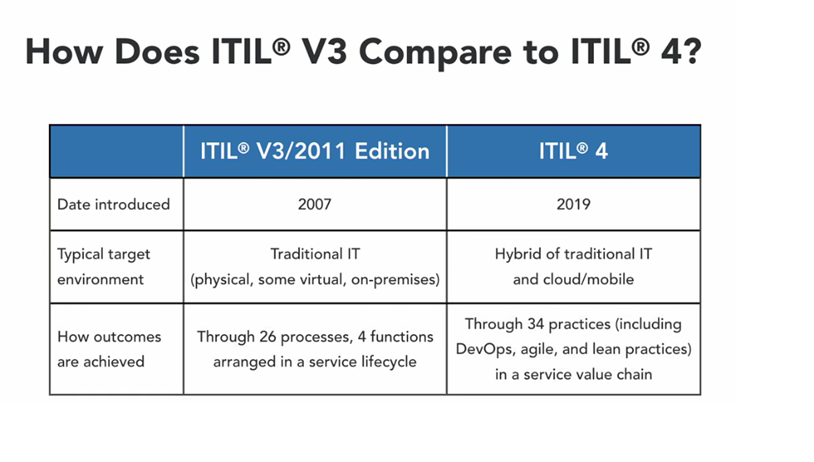 How Does ITIL® V3 Compare to ITIL® 4?
ITIL® V3/2011 Edition
ITIL® 4
Date introduced
2007
2019
Typical target
environment
Traditional IT
(physical, some virtual, on-premises)
Hybrid of traditional IT
and cloud/mobile
How outcomes
are achieved
Through 26 processes, 4 functions
arranged in a service lifecycle
Through 34 practices (including
DevOps, agile, and lean practices)
in a service value chain